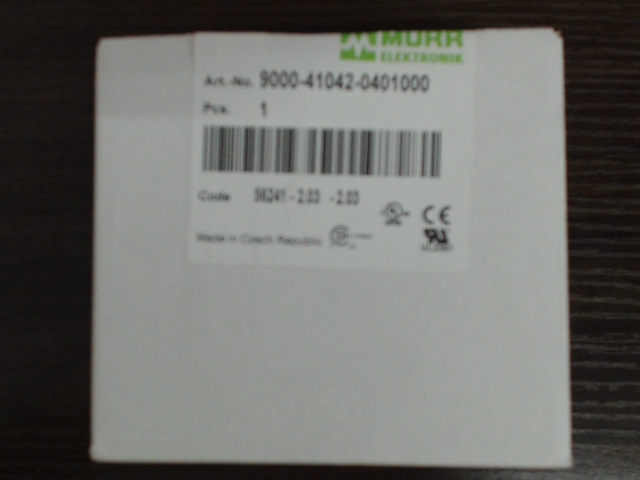 MURR
ELEKTRONIK
Art.-No. 9000-41042-0401000
Pcs. 1
Code 56241 - 2.03 - 2.03
Made in Czech Republic